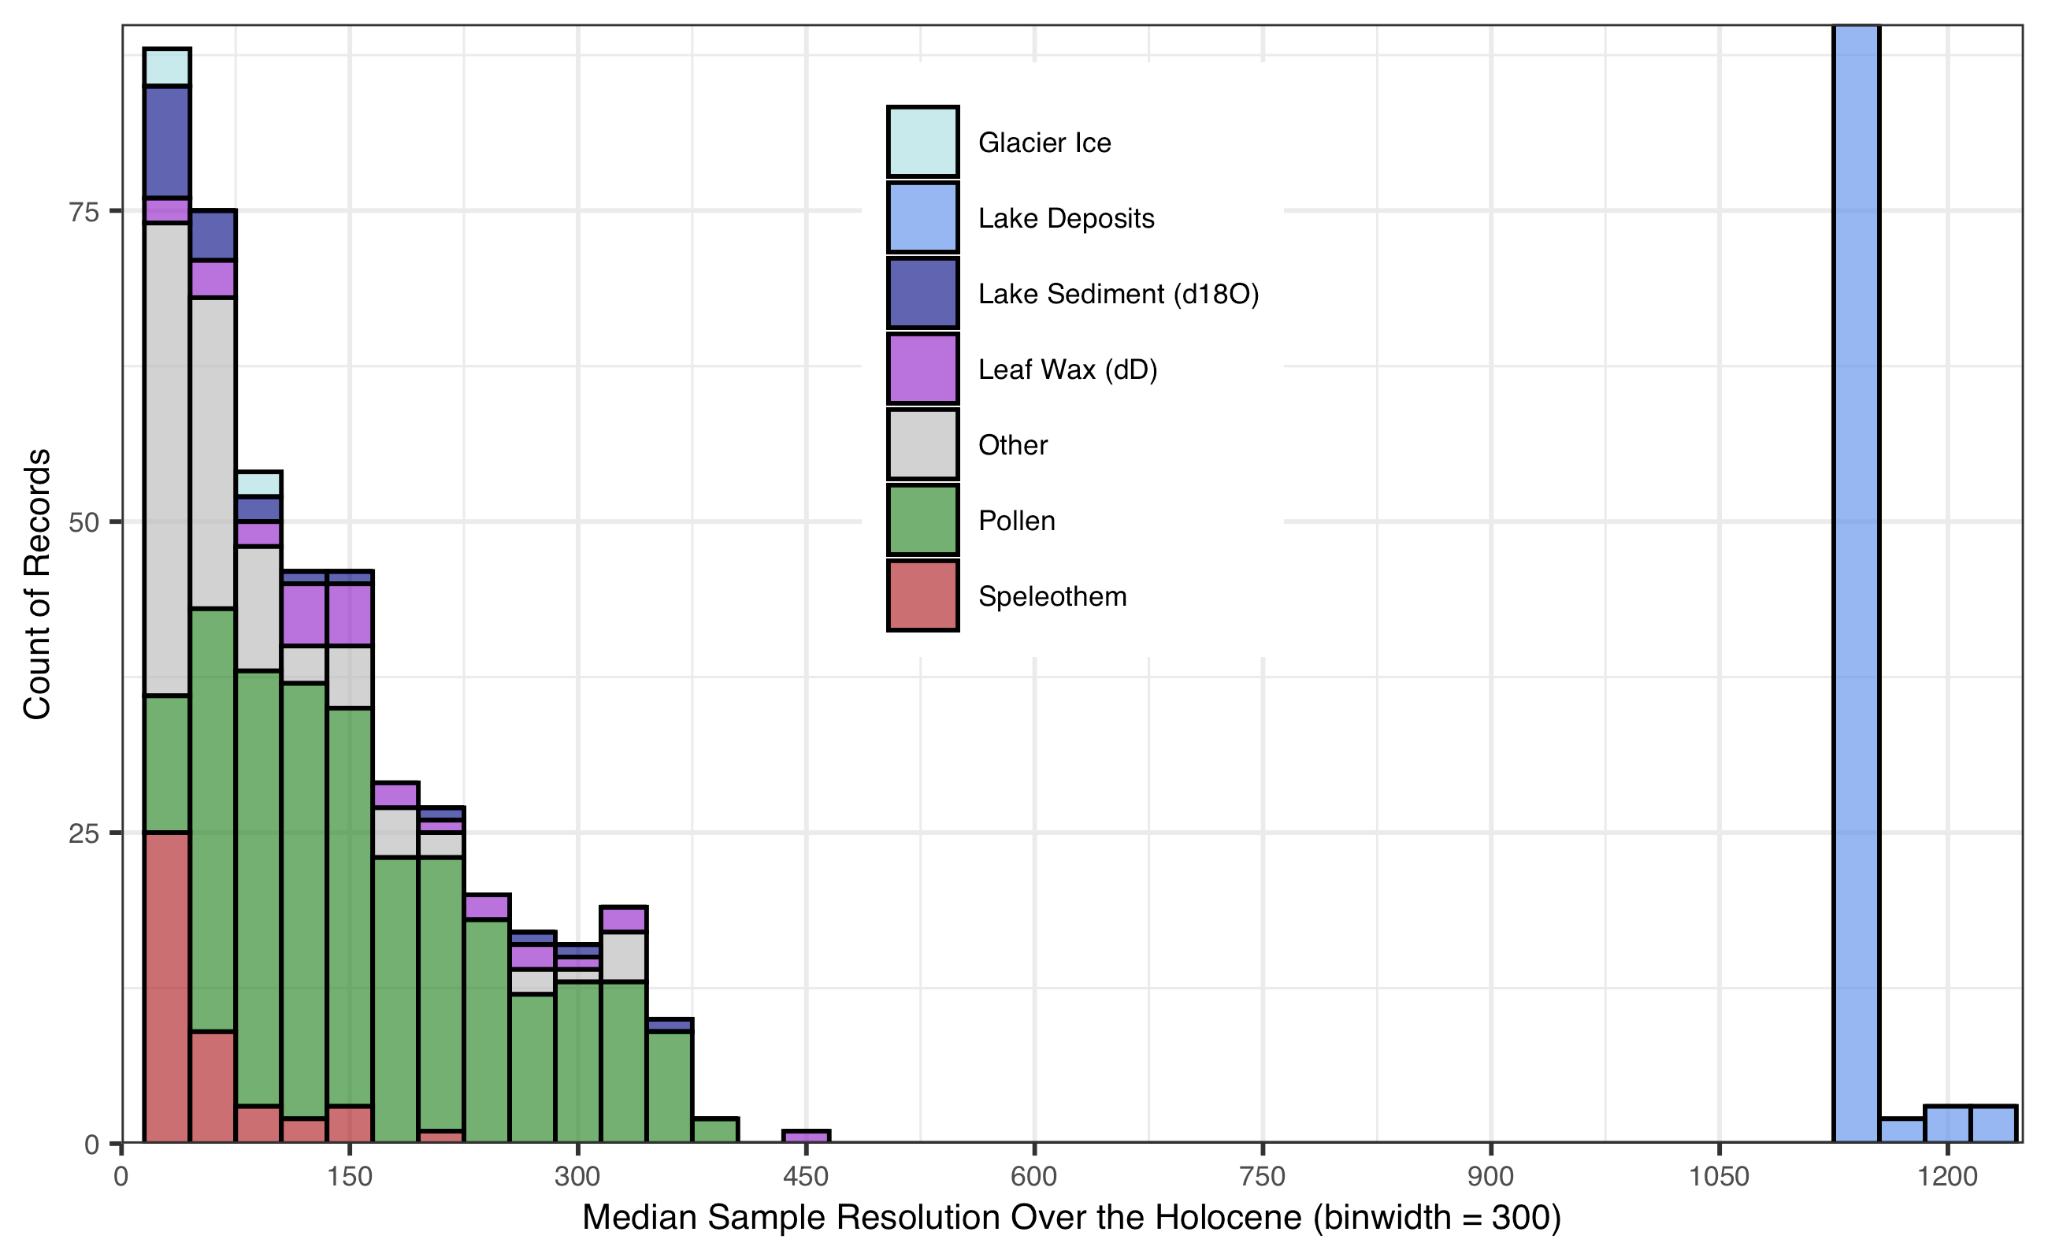 Count of Records
75
50
25
0
Glacier Ice
Lake Deposits
Lake Sediment (d18O)
Leaf Wax (dD)
Other
Pollen
Speleothem
0 150 300 450 600 750 900 1050 1200
Median Sample Resolution Over the Holocene (binwidth = 300)